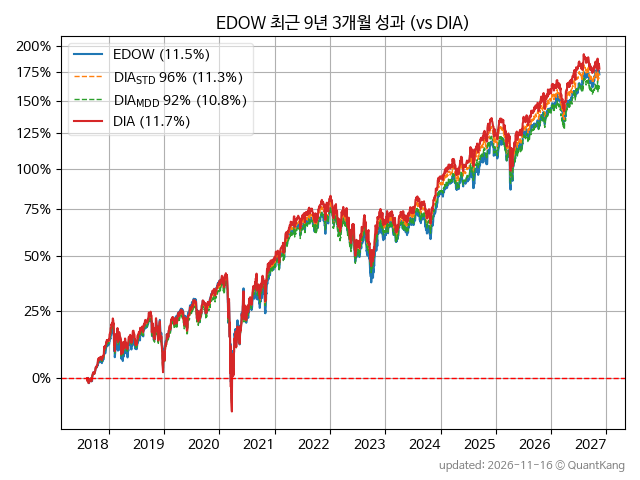 EDOW 최근 9년 3개월 성과 (vs DIA)
200%
175%
150%
125%
100%
75%
50%
25%
0%
EDOW (11.5%)
DIASTD 96% (11.3%)
DIAMDD 92% (10.8%)
DIA (11.7%)
2018 2019 2020 2021 2022 2023 2024 2025 2026 2027
updated: 2026-11-16 © QuantKang